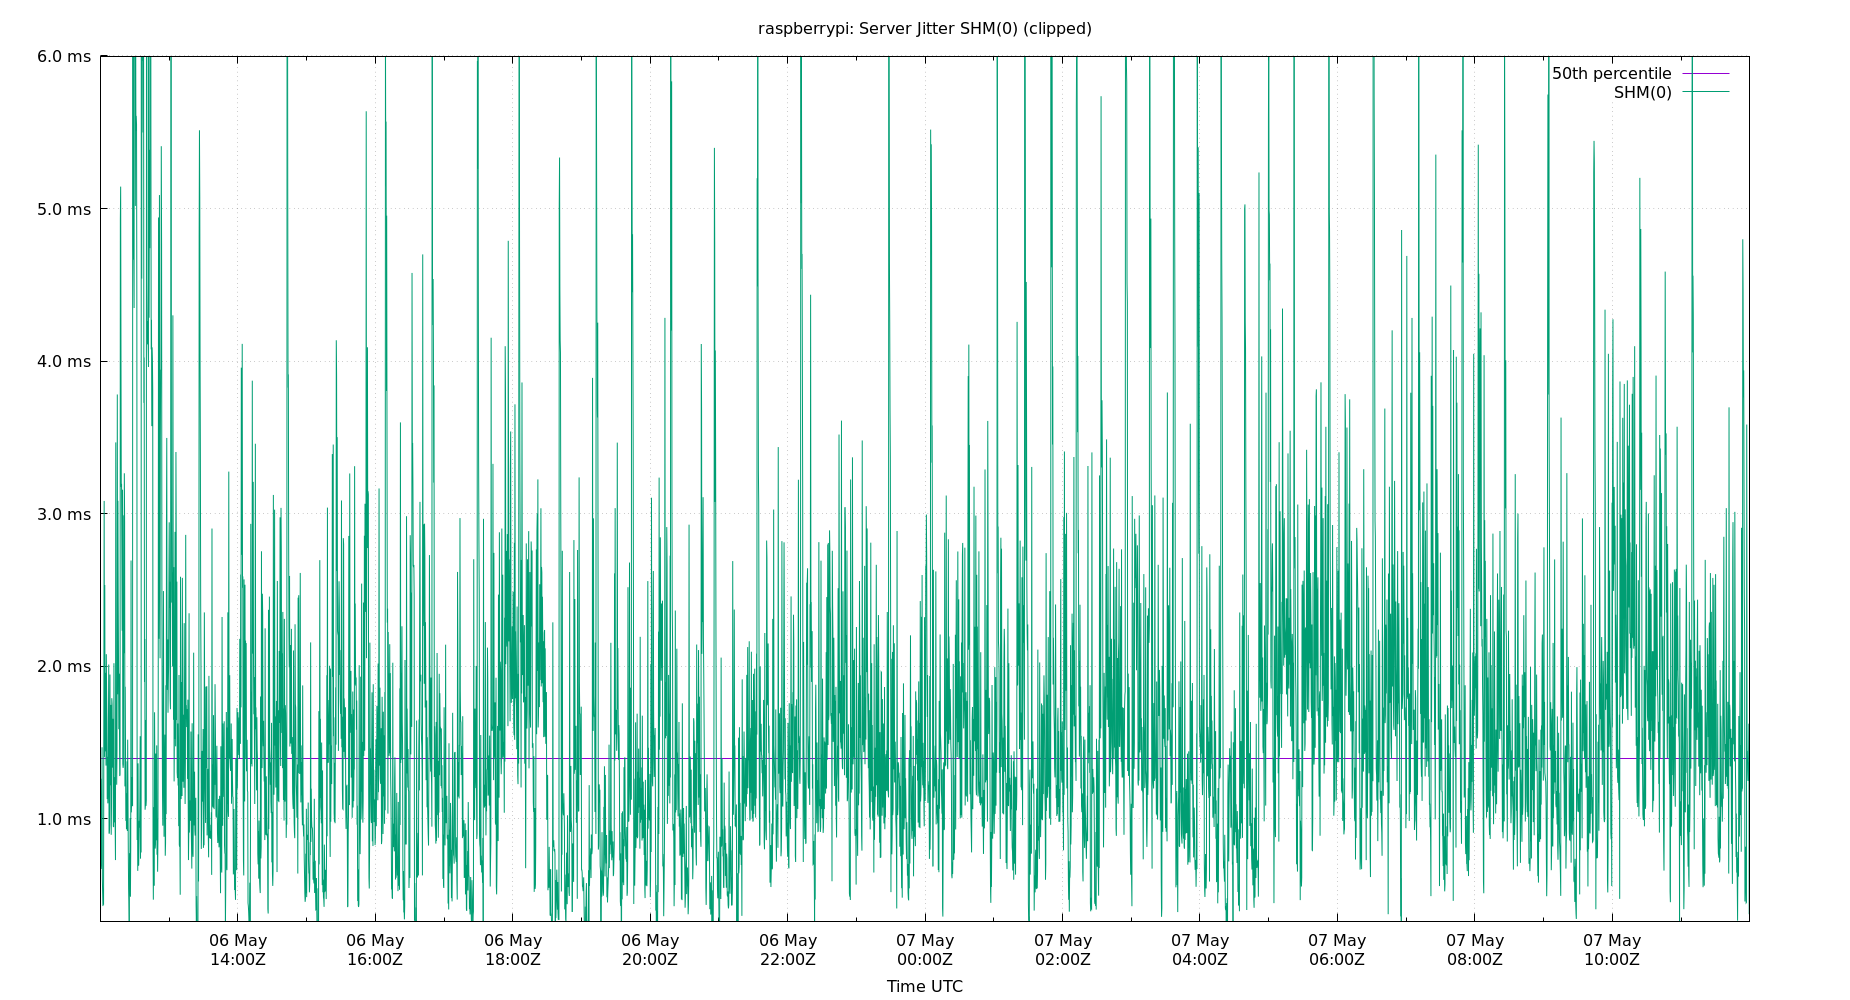 raspberrypi: Server Jitter SHM(0) (clipped)
6.0 ms
5.0 ms
4.0 ms
3.0 ms
2.0 ms
1.0 ms
50th percentile
SHM(0)
06 May 06 May 06 May 06 May 06 May 07 May 07 May 07 May 07 May 07 May 07 May
14:00Z 16:00Z 18:00Z 20:00Z 22:00Z 00:00Z 02:00Z 04:00Z 06:00Z 08:00Z 10:00Z
Time UTC